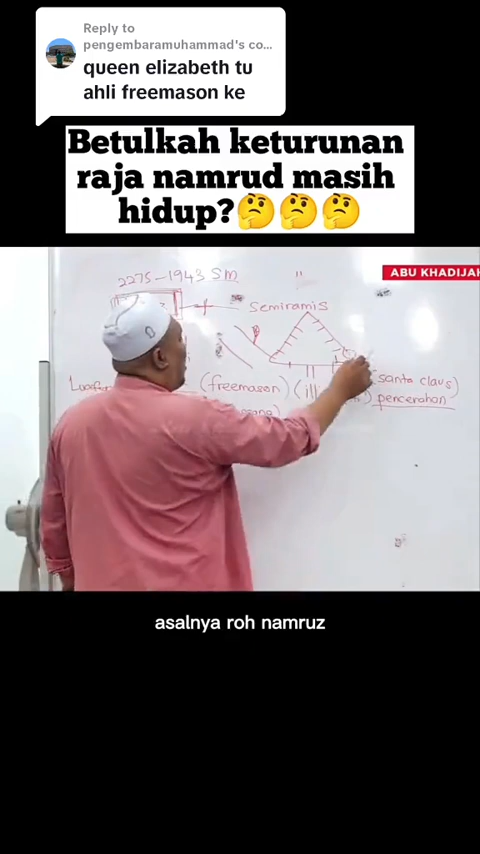 Reply to
pengembaramuhammad's co...
queen elizabeth tu
ahli freemason ke
Betulkah keturunan
raja namrud masih
hidup?🤔🤔🤔
ABU KHADIJAH
2275-1943 SM
"
Semiramis
(freemason) (ill
santa claus)
pencerahan
asalnya roh namruz